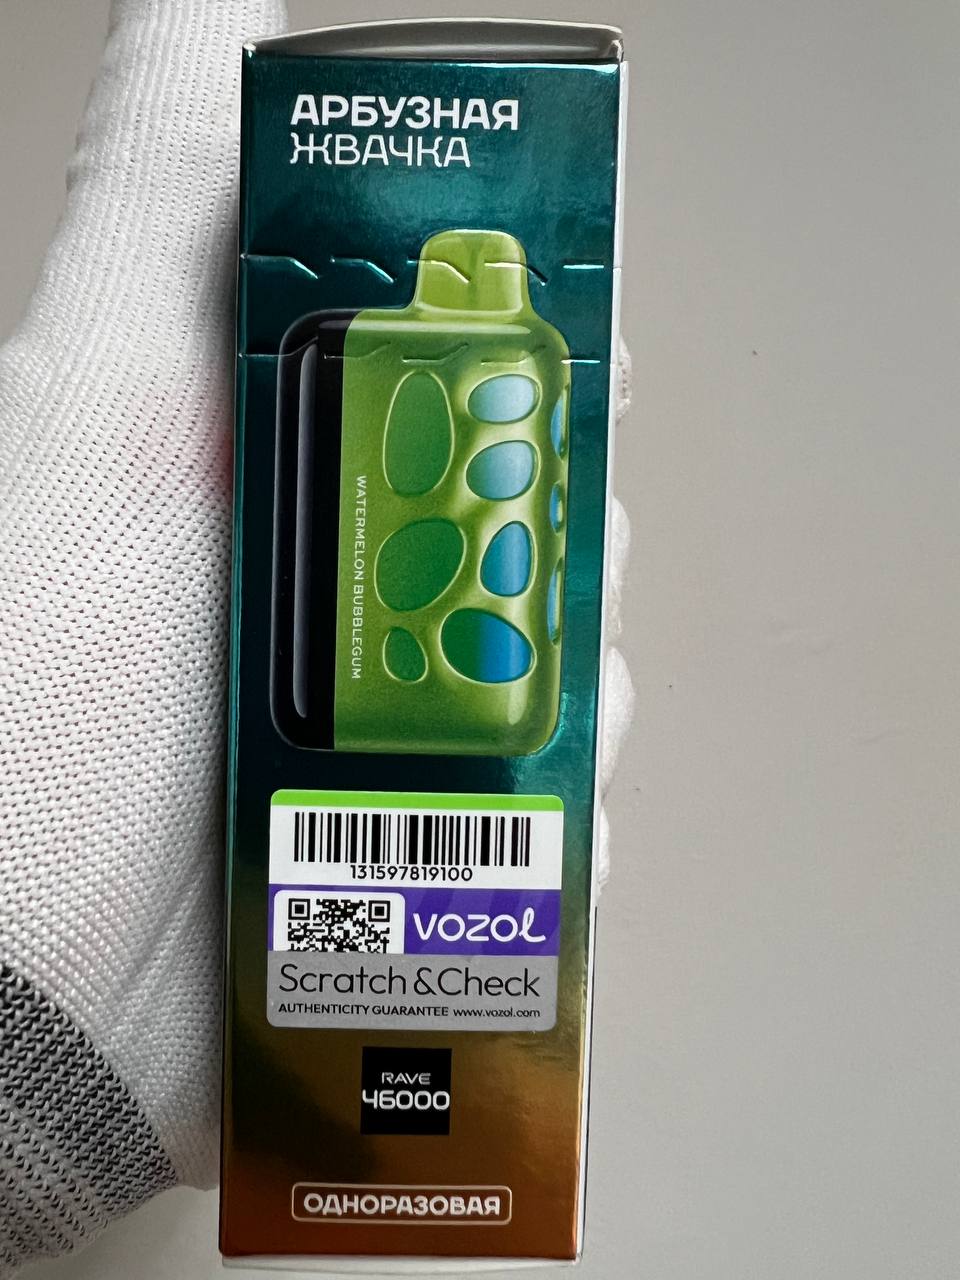 АРБУЗНАЯ
ЖВАЧКА
WATERMELON BUBBLEGUM
131597819100
VOZOL
Scratch & Check
AUTHENTICITY GUARANTEE www.vozol.com
RAVE
46000
ОДНОРАЗОВАЯ